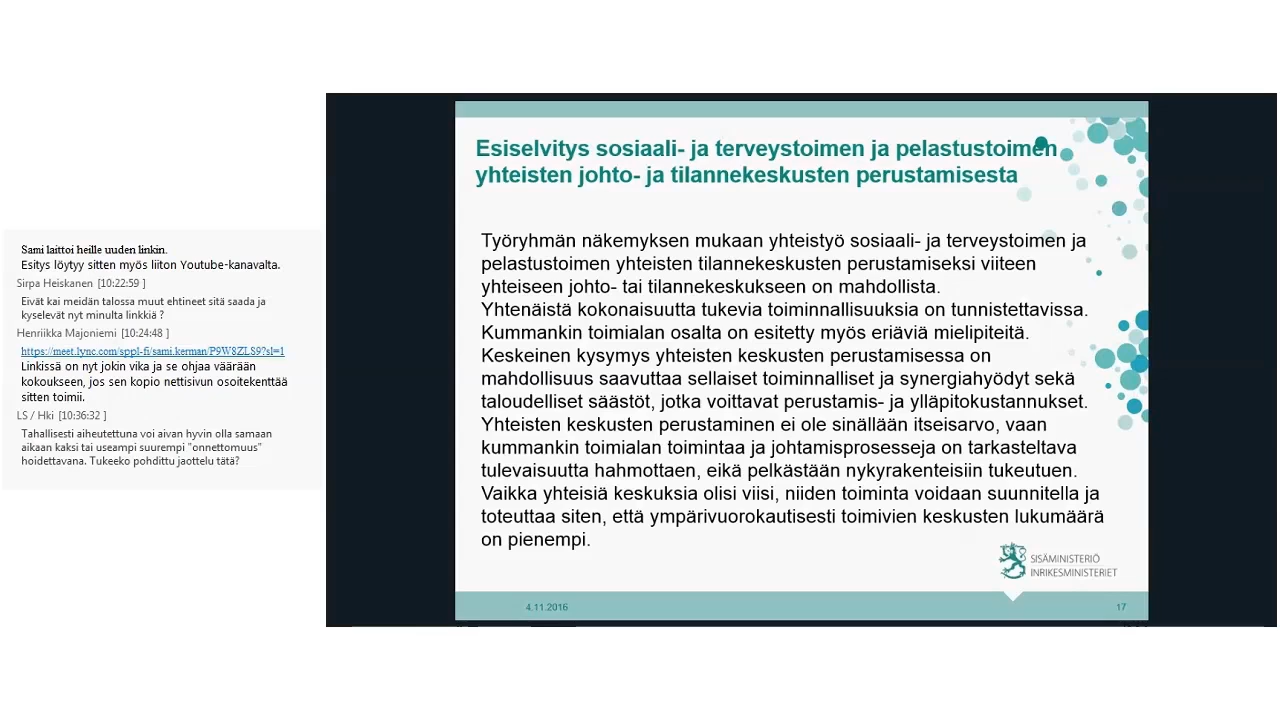 Sami laittoi heille uuden linkin.
Esitys löytyy sitten myös liiton Youtube-kanavalta.
Sirpa Heiskanen [10:22:59 ]
Eivät kai meidän talossa muut ehtineet sitä saada ja
kyselevät nyt minulta linkkiä ?
Henriikka Majoniemi [10:24:48 ]
https://meet.lync.com/sppl-fi/sami.kerman/P9W8ZLS9?sl=1
Linkissä on nyt jokin vika ja se ohjaa väärään
kokoukseen, jos sen kopio nettisivun osoitekenttää
sitten toimii.
LS / Hki [10:36:32 ]
Tahallisesti aiheutettuna voi aivan hyvin olla samaan
aikaan kaksi tai useampi suurempi "onnettomuus"
hoidettavana. Tukeeko pohdittu jaottelu tätä?
Esiselvitys sosiaali- ja terveystoimen ja pelastustoimen
yhteisten johto- ja tilannekeskusten perustamisesta
Työryhmän näkemyksen mukaan yhteistyö sosiaali- ja terveystoimen ja
pelastustoimen yhteisten tilannekeskusten perustamiseksi viiteen
yhteiseen johto- tai tilannekeskukseen on mahdollista.
Yhtenäistä kokonaisuutta tukevia toiminnallisuuksia on tunnistettavissa.
Kummankin toimialan osalta on esitetty myös eriäviä mielipiteitä.
Keskeinen kysymys yhteisten keskusten perustamisessa on
mahdollisuus saavuttaa sellaiset toiminnalliset ja synergiahyödyt sekä
taloudelliset säästöt, jotka voittavat perustamis- ja ylläpitokustannukset.
Yhteisten keskusten perustaminen ei ole sinällään itseisarvo, vaan
kummankin toimialan toimintaa ja johtamisprosesseja on tarkasteltava
tulevaisuutta hahmottaen, eikä pelkästään nykyrakenteisiin tukeutuen.
Vaikka yhteisiä keskuksia olisi viisi, niiden toiminta voidaan suunnitella ja
toteuttaa siten, että ympärivuorokautisesti toimivien keskusten lukumäärä
on pienempi.
SISÄMINISTERIÖ
INRIKESMINISTERIET
4.11.2016
17